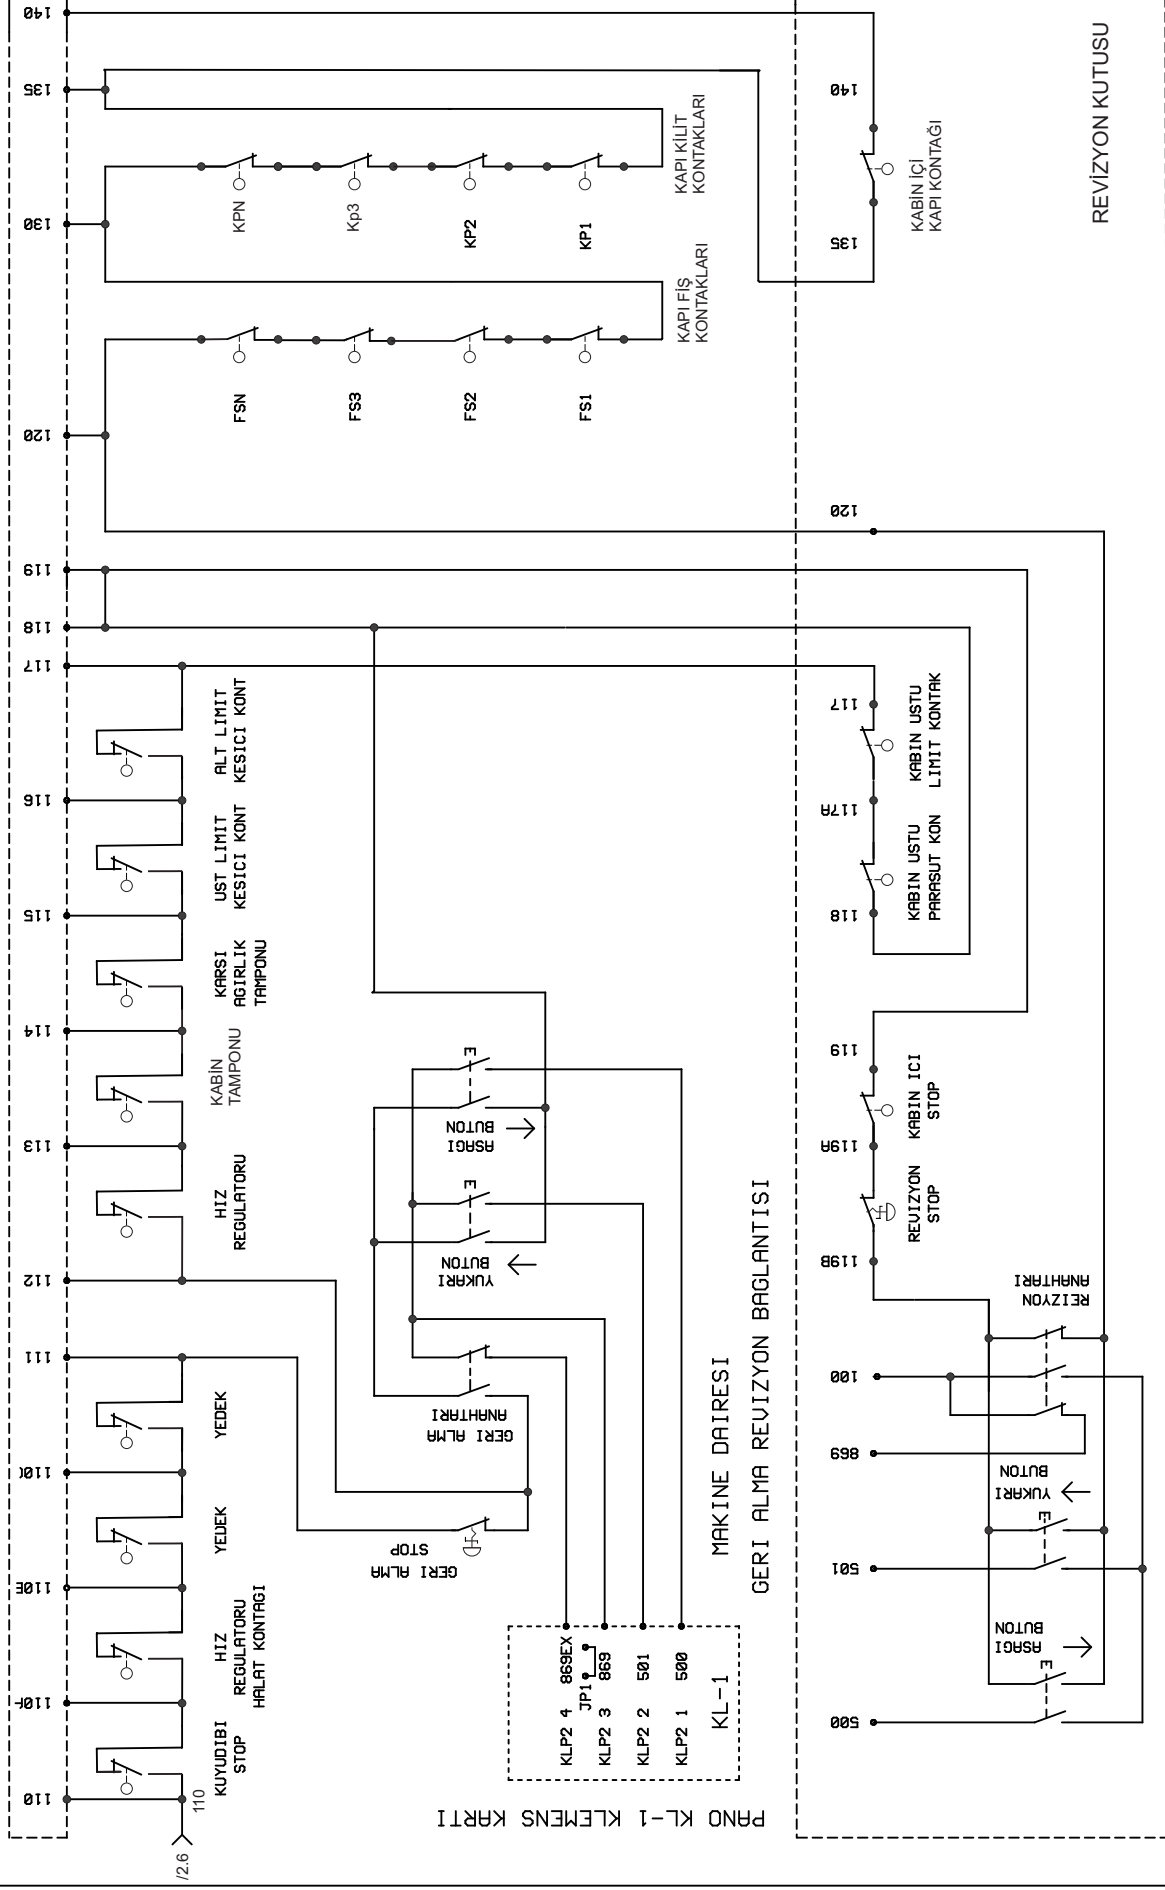 140
135
130
120
119
118
117
116
115
114
113
112
111
110E
110
KPN
Kp3
KP2
KP1
KAPI KİLİT
KONTAKLARI
FSN
FS3
FS2
FS1
KAPI FİŞ
KONTAKLARI
140
135
KABİN İÇİ
KAPI KONTAĞI
REVİZYON KUTUSU
120
ALT LIMIT
KESICI KONT
UST LIMIT
KESICI KONT
KARSI
AGIRLIK
TAMPONU
KABİN
TAMPONU
HIZ
REGULATORU
YEDEK
YEDEK
HIZ
REGULATORU
HALAT KONTAGI
KUYUDIBI
STOP
110
/2.6
117
KABIN USTU
LIMIT KONTAK
117A
KABIN USTU
PARASUT KON
118
119
KABIN ICI
STOP
119A
REVIZYON
STOP
119B
REIZYON
ANAHTARI
100
869
YUKARI
BUTON
501
ASAGI
BUTON
500
E
E
ASAGI
BUTON
E
YUKARI
BUTON
E
GERI ALMA
ANAHTARI
GERI ALMA
STOP
MAKINE DAIRESI
GERI ALMA REVIZYON BAGLANTISI
KLP2 4 869EX
JP1
KLP2 3 869
KLP2 2 501
KLP2 1 500
KL-1
PANO KL-1 KLEMENS KARTI